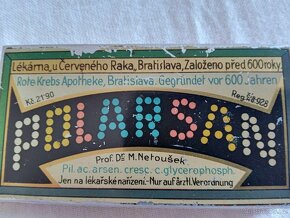 Lékárna „u Červeného Raka„ Bratislava, Založeno před 600 roky.
Rote Krebs Apotheke, Bratislava. Gegründet vor 600 Jahren
Kč 21·90
POLARSAN
Prof. Dr. M. Netoušek
Pil. ac. arsen. cresc. c. glycerophosph.
Jen na lékařské nařízení. - Nur auf ärztl. Verordnung